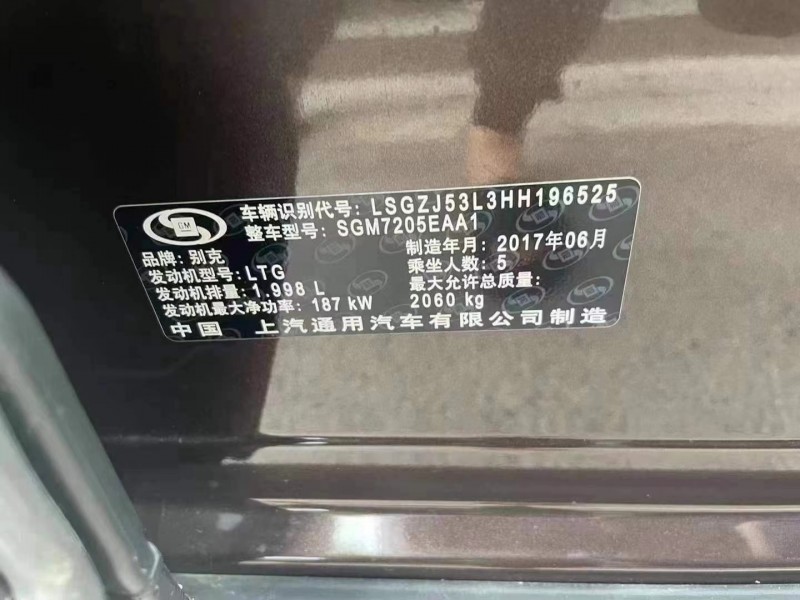 GM
车辆识别代号: LSGZJ53L3HH196525
整车型号: SGM7205EAA1
品牌: 别克
制造年月: 2017年06月
发动机型号: LTG
乘坐人数: 5
发动机排量: 1.998 L
最大允许总质量:
发动机最大净功率: 187 kW
2060 kg
中国 上汽通用汽车有限公司制造